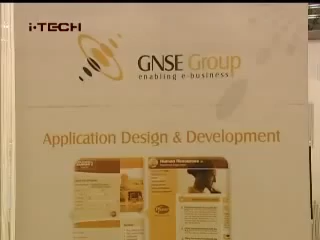 i-TECH
GNSE Group
enabling e-business
Application Design & Development